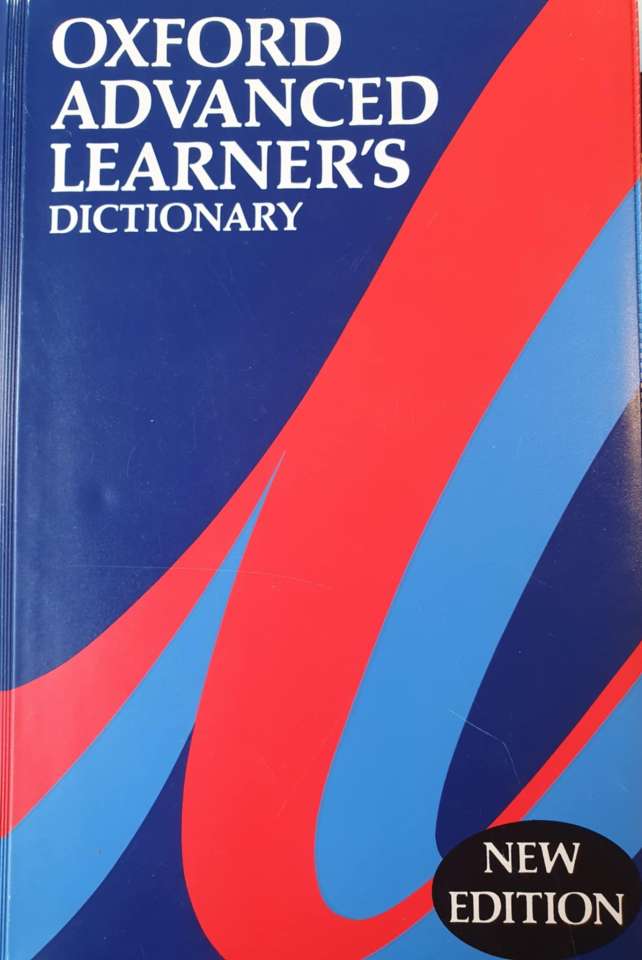 OXFORD
ADVANCED
LEARNER'S
DICTIONARY
NEW
EDITION